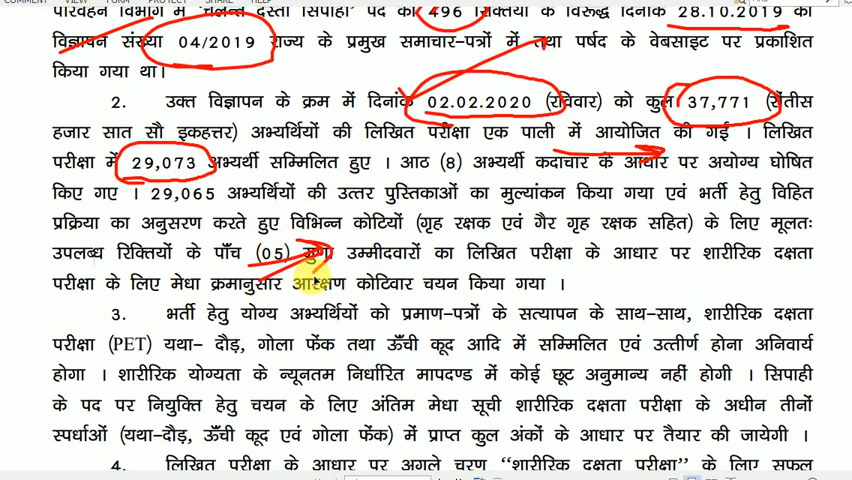 EDIT FORM PROTECT SHARE HELP
परिवहन विभाग में 'चलन्त दस्ता सिपाही' पद की 496 रिक्तियों के विरूद्ध दिनांक 28.10.2019 को
विज्ञापन संख्या 04/2019 राज्य के प्रमुख समाचार-पत्रों में तथा पर्षद के वेबसाइट पर प्रकाशित
किया गया था।
2. उक्त विज्ञापन के क्रम में दिनांक 02.02.2020 (रविवार) को कुल 37,771 (सैंतीस
हजार सात सौ इकहत्तर) अभ्यर्थियों की लिखित परीक्षा एक पाली में आयोजित की गई । लिखित
परीक्षा में 29,073 अभ्यर्थी सम्मिलित हुए । आठ (8) अभ्यर्थी कदाचार के आधार पर अयोग्य घोषित
किए गए । 29,065 अभ्यर्थियों की उत्तर पुस्तिकाओं का मुल्यांकन किया गया एवं भर्ती हेतु विहित
प्रक्रिया का अनुसरण करते हुए विभिन्न कोटियों (गृह रक्षक एवं गैर गृह रक्षक सहित) के लिए मूलतः
उपलब्ध रिक्तियों के पाँच (05) गुणा उम्मीदवारों का लिखित परीक्षा के आधार पर शारीरिक दक्षता
परीक्षा के लिए मेधा क्रमानुसार आरक्षण कोटिवार चयन किया गया ।
3. भर्ती हेतु योग्य अभ्यर्थियों को प्रमाण-पत्रों के सत्यापन के साथ-साथ, शारीरिक दक्षता
परीक्षा (PET) यथा- दौड़, गोला फेंक तथा ऊँची कूद आदि में सम्मिलित एवं उत्तीर्ण होना अनिवार्य
होगा । शारीरिक योग्यता के न्यूनतम निर्धारित मापदण्ड में कोई छूट अनुमान्य नहीं होगी । सिपाही
के पद पर नियुक्ति हेतु चयन के लिए अंतिम मेधा सूची शारीरिक दक्षता परीक्षा के अधीन तीनों
स्पर्धाओं (यथा-दौड़, ऊँची कूद एवं गोला फेंक) में प्राप्त कुल अंकों के आधार पर तैयार की जायेगी ।
4. लिखित परीक्षा के आधार पर अगले चरण "शारीरिक दक्षता परीक्षा" के लिए सफल